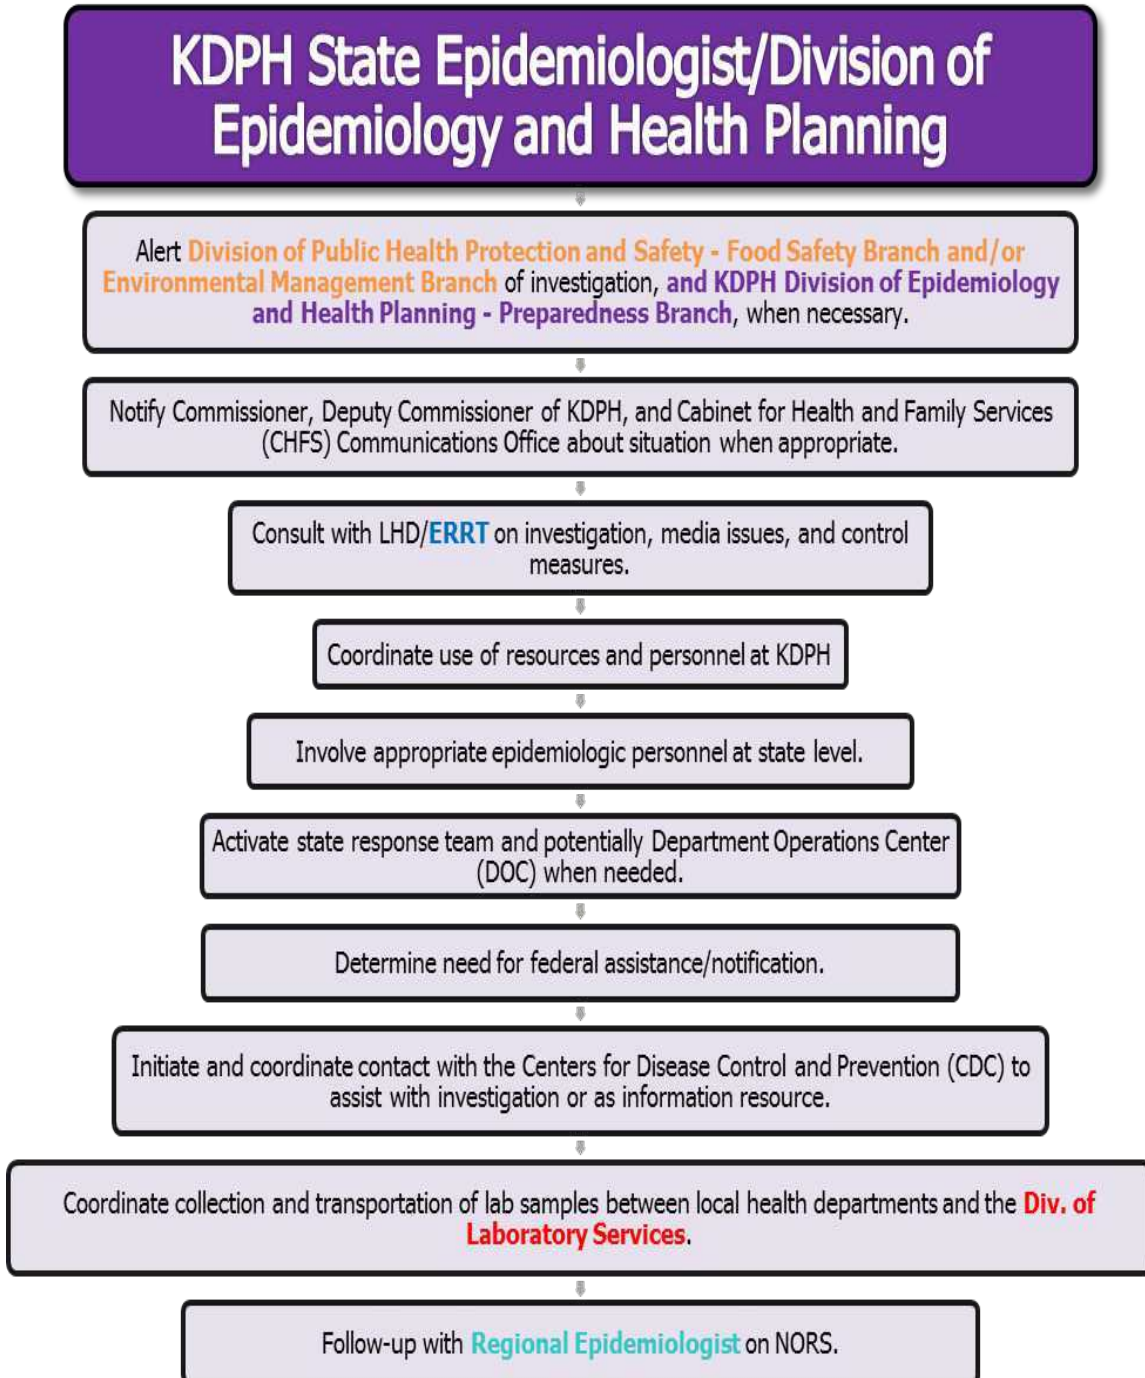 KDPH State Epidemiologist/Division of
Epidemiology and Health Planning
Alert Division of Public Health Protection and Safety - Food Safety Branch and/or
Environmental Management Branch of investigation, and KDPH Division of Epidemiology
and Health Planning - Preparedness Branch, when necessary.
Notify Commissioner, Deputy Commissioner of KDPH, and Cabinet for Health and Family Services
(CHFS) Communications Office about situation when appropriate.
Consult with LHD/ERRT on investigation, media issues, and control
measures.
Coordinate use of resources and personnel at KDPH
Involve appropriate epidemiologic personnel at state level.
Activate state response team and potentially Department Operations Center
(DOC) when needed.
Determine need for federal assistance/notification.
Initiate and coordinate contact with the Centers for Disease Control and Prevention (CDC) to
assist with investigation or as information resource.
Coordinate collection and transportation of lab samples between local health departments and the Div. of
Laboratory Services.
Follow-up with Regional Epidemiologist on NORS.